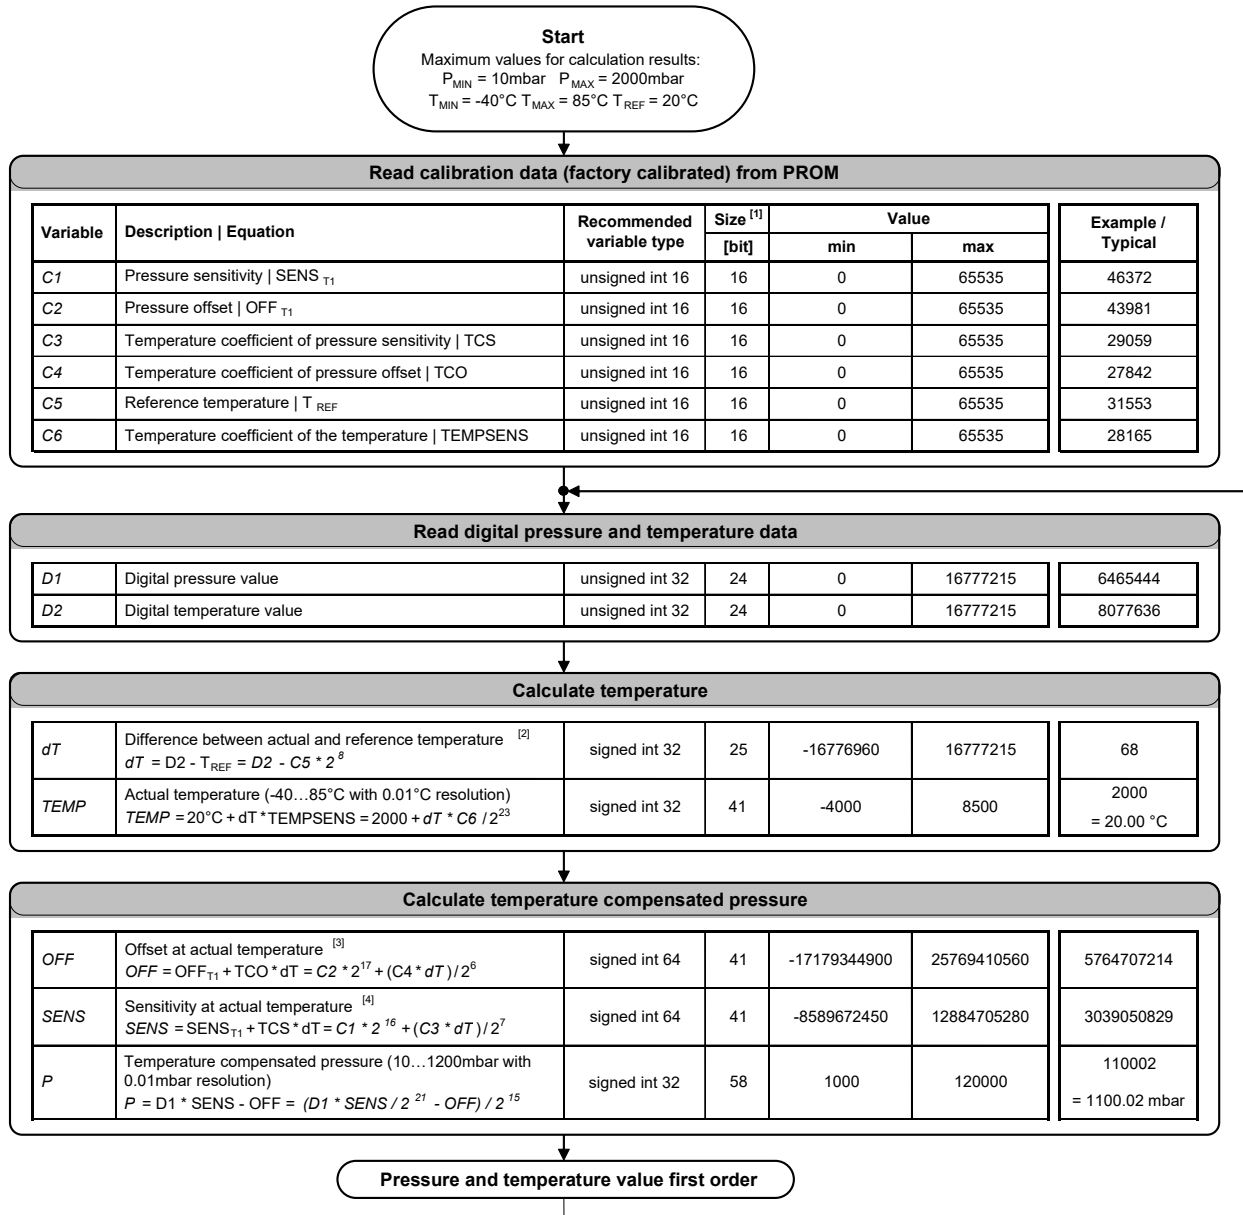 Start
Maximum values for calculation results:
PMIN = 10mbar PMAX = 2000mbar
TMIN = -40°C TMAX = 85°C TREF = 20°C
Read calibration data (factory calibrated) from PROM
Variable Description | Equation Recommended variable type Size [1] [bit] Value min max Example / Typical
C1 Pressure sensitivity | SENS T1 unsigned int 16 16 0 65535 46372
C2 Pressure offset | OFF T1 unsigned int 16 16 0 65535 43981
C3 Temperature coefficient of pressure sensitivity | TCS unsigned int 16 16 0 65535 29059
C4 Temperature coefficient of pressure offset | TCO unsigned int 16 16 0 65535 27842
C5 Reference temperature | T REF unsigned int 16 16 0 65535 31553
C6 Temperature coefficient of the temperature | TEMPSENS unsigned int 16 16 0 65535 28165
Read digital pressure and temperature data
D1 Digital pressure value unsigned int 32 24 0 16777215 6465444
D2 Digital temperature value unsigned int 32 24 0 16777215 8077636
Calculate temperature
dT Difference between actual and reference temperature [2]
dT = D2 - TREF = D2 - C5 * 2^8 signed int 32 25 -16776960 16777215 68
TEMP Actual temperature (-40…85°C with 0.01°C resolution)
TEMP = 20°C + dT * TEMPSENS = 2000 + dT * C6 / 2^23 signed int 32 41 -4000 8500 2000
= 20.00 °C
Calculate temperature compensated pressure
OFF Offset at actual temperature [3]
OFF = OFFT1 + TCO * dT = C2 * 2^17 + (C4 * dT) / 2^6 signed int 64 41 -17179344900 25769410560 5764707214
SENS Sensitivity at actual temperature [4]
SENS = SENST1 + TCS * dT = C1 * 2^16 + (C3 * dT) / 2^7 signed int 64 41 -8589672450 12884705280 3039050829
P Temperature compensated pressure (10…1200mbar with
0.01mbar resolution) signed int 32 58 1000 120000 110002
P = D1 * SENS - OFF = (D1 * SENS / 2^21 - OFF) / 2^15 = 1100.02 mbar
Pressure and temperature value first order